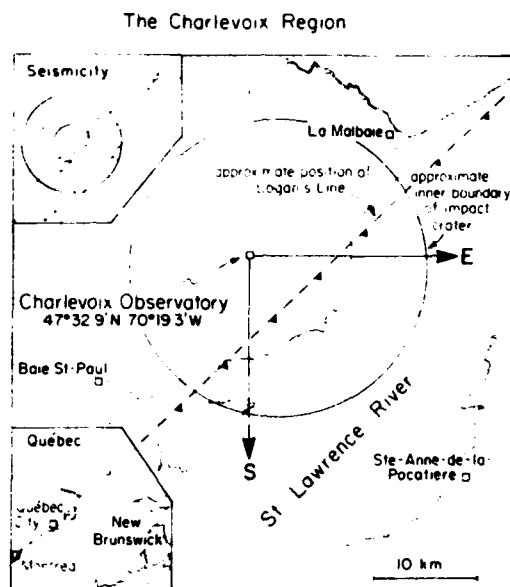 The Charlevoix Region
Seismicity
La Malbaie
approximate position of
Logan's Line
approximate
inner boundary
of impact
crater
E
Charlevoix Observatory
47°32.9'N 70°19.3'W
Baie St-Paul
S
St Lawrence River
Québec
Ste-Anne-de-la-
Pocatière
Québec
City
New
Brunswick
Montréal
10 km